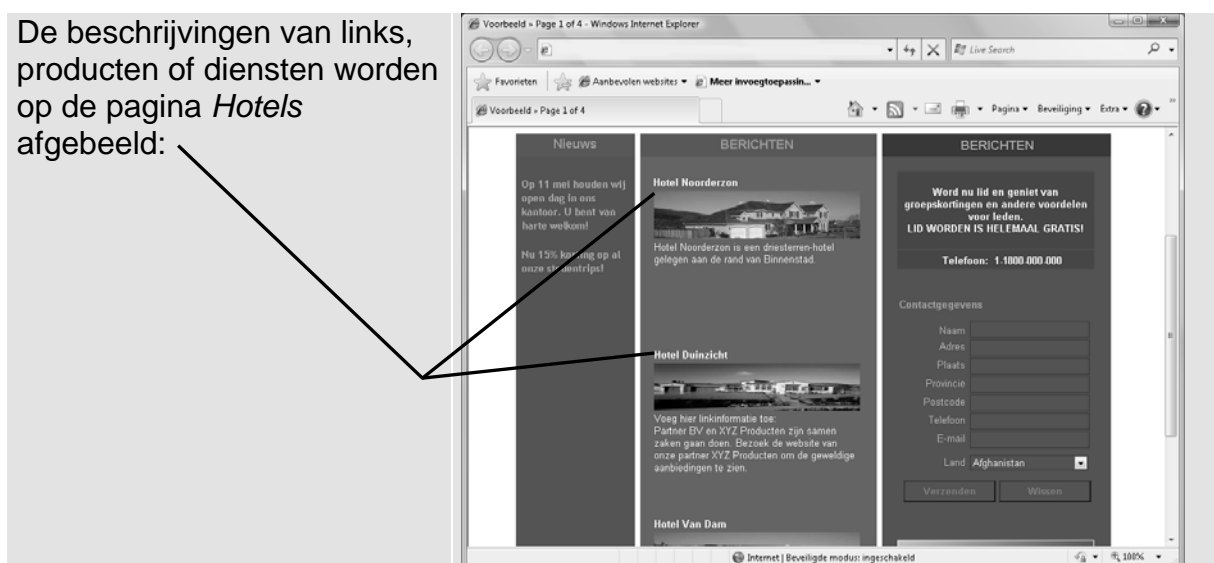 De beschrijvingen van links,
producten of diensten worden
op de pagina Hotels
afgebeeld:
Voorbeeld » Page 1 of 4 - Windows Internet Explorer
Live Search
Favorieten
Aanbevolen websites
Meer invoegtoepassin...
Voorbeeld » Page 1 of 4
Pagina
Beveiliging
Extra
Nieuws
Op 11 mei houden wij
open dag in ons
kantoor. U bent van
harte welkom!
Nu 15% korting op al
onze stedentrips!
BERICHTEN
Hotel Noorderzon
Hotel Noorderzon is een driesterren-hotel
gelegen aan de rand van Binnenstad.
Hotel Duinzicht
Voeg hier linkinformatie toe:
Partner BV en XYZ Producten zijn samen
zaken gaan doen. Bezoek de website van
onze partner XYZ Producten om de geweldige
aanbiedingen te zien.
Hotel Van Dam
BERICHTEN
Word nu lid en geniet van
groepskortingen en andere voordelen
voor leden.
LID WORDEN IS HELEMAAL GRATIS!
Telefoon: 1-1800-000-000
Contactgegevens
Naam
Adres
Plaats
Provincie
Postcode
Telefoon
E-mail
Land Afghanistan
Verzenden Wissen
Internet | Beveiligde modus: ingeschakeld
100%